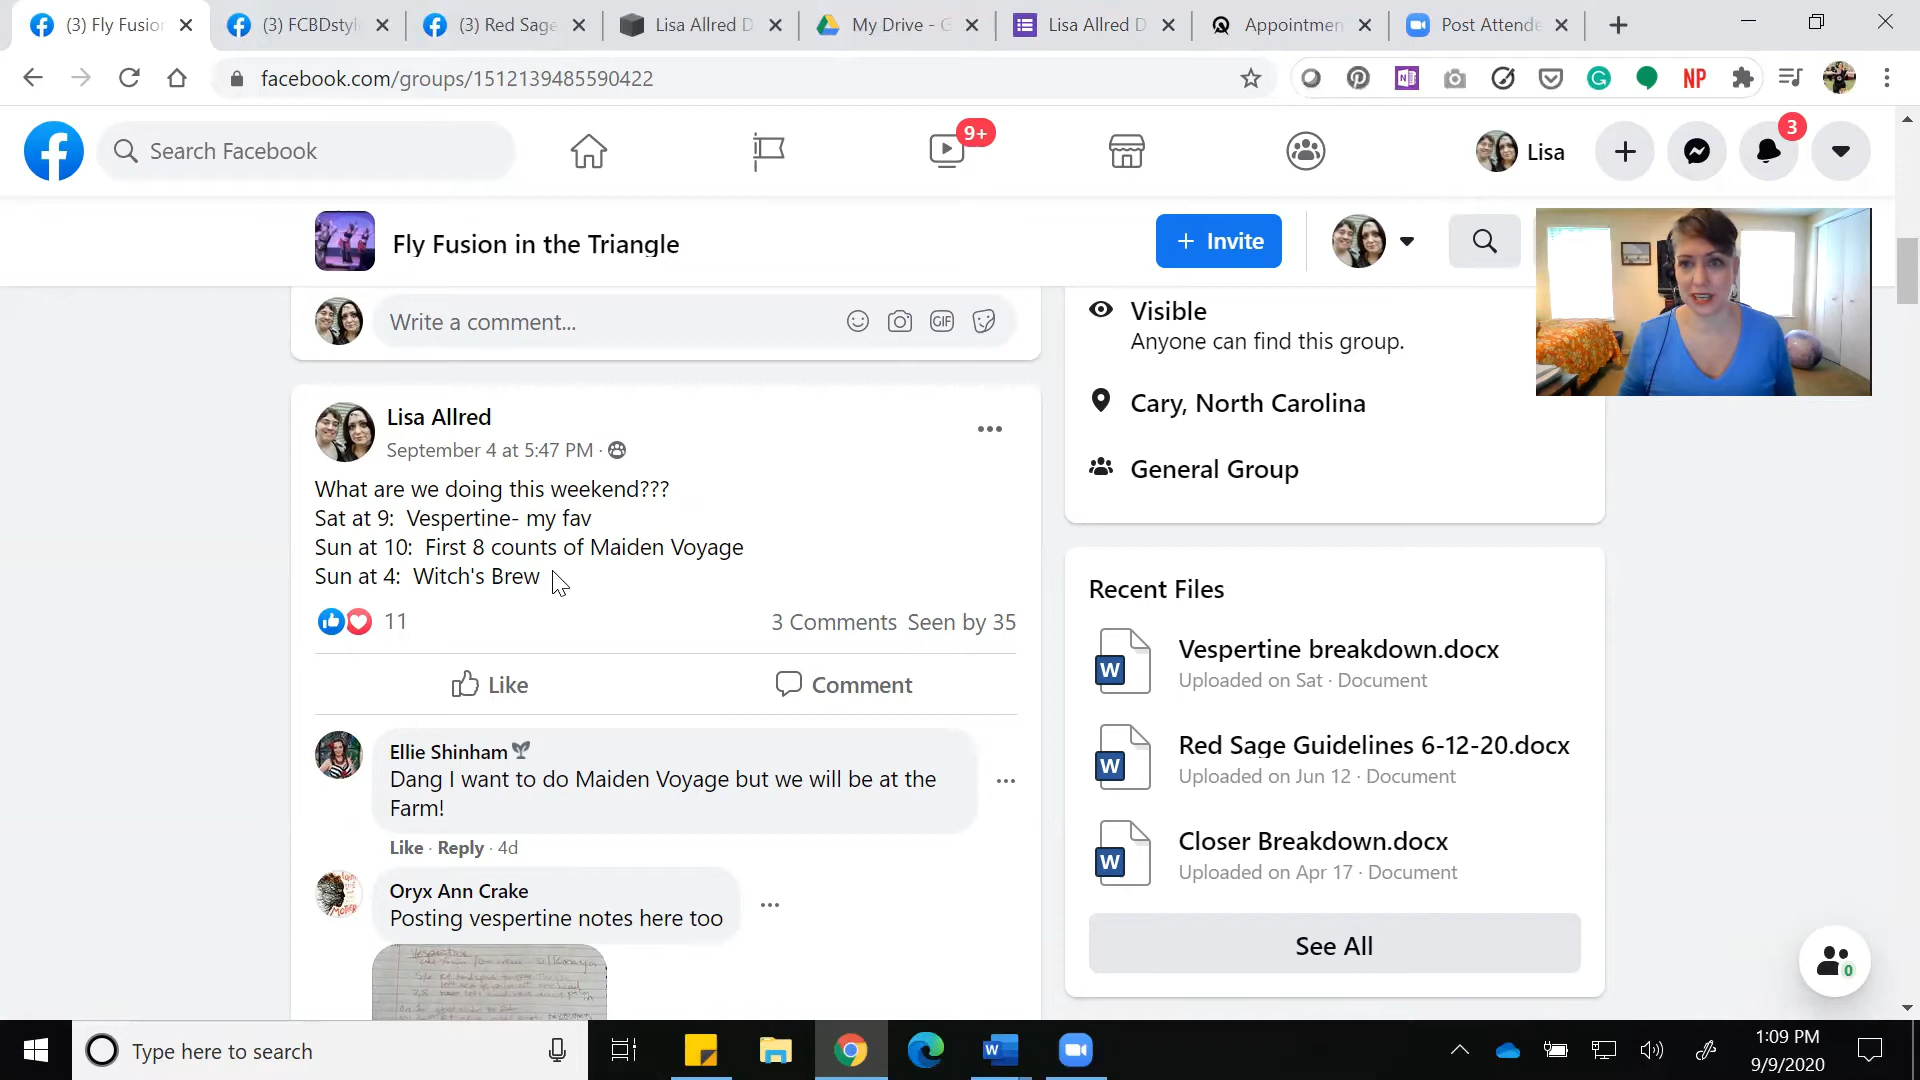 (3) Fly Fusion
(3) FCBDstyle
(3) Red Sage
Lisa Allred D
My Drive - G
Lisa Allred D
Appointmen
Post Attende
facebook.com/groups/1512139485590422
NP
Search Facebook
9+
Lisa
3
Fly Fusion in the Triangle
+ Invite
Write a comment...
GIF
Visible
Anyone can find this group.
Cary, North Carolina
General Group
Lisa Allred
September 4 at 5:47 PM ·
What are we doing this weekend???
Sat at 9: Vespertine- my fav
Sun at 10: First 8 counts of Maiden Voyage
Sun at 4: Witch's Brew
11
3 Comments Seen by 35
Like
Comment
Ellie Shinham
Dang I want to do Maiden Voyage but we will be at the
Farm!
Like · Reply · 4d
Oryx Ann Crake
Posting vespertine notes here too
Recent Files
W
Vespertine breakdown.docx
Uploaded on Sat · Document
W
Red Sage Guidelines 6-12-20.docx
Uploaded on Jun 12 · Document
W
Closer Breakdown.docx
Uploaded on Apr 17 · Document
See All
0
Type here to search
1:09 PM
9/9/2020